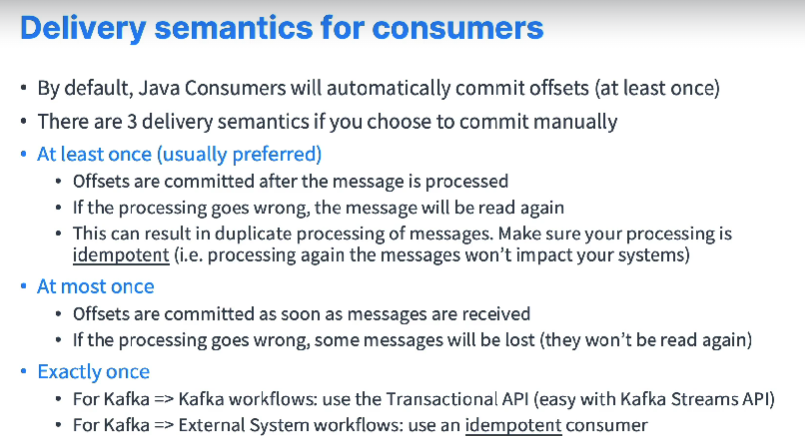 Delivery semantics for consumers
• By default, Java Consumers will automatically commit offsets (at least once)
• There are 3 delivery semantics if you choose to commit manually
• At least once (usually preferred)
• Offsets are committed after the message is processed
• If the processing goes wrong, the message will be read again
• This can result in duplicate processing of messages. Make sure your processing is
idempotent (i.e. processing again the messages won't impact your systems)
• At most once
• Offsets are committed as soon as messages are received
• If the processing goes wrong, some messages will be lost (they won't be read again)
• Exactly once
• For Kafka => Kafka workflows: use the Transactional API (easy with Kafka Streams API)
• For Kafka => External System workflows: use an idempotent consumer